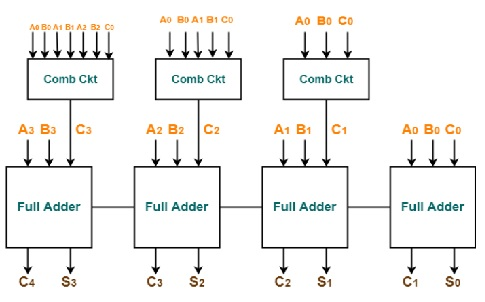 A0 B0 A1 B1 A2 B2 C0
A0 B0 A1 B1 C0
A0 B0 C0
Comb Ckt
Comb Ckt
Comb Ckt
A3 B3 C3
A2 B2 C2
A1 B1 C1
A0 B0 C0
Full Adder
Full Adder
Full Adder
Full Adder
C4 S3
C3 S2
C2 S1
C1 S0